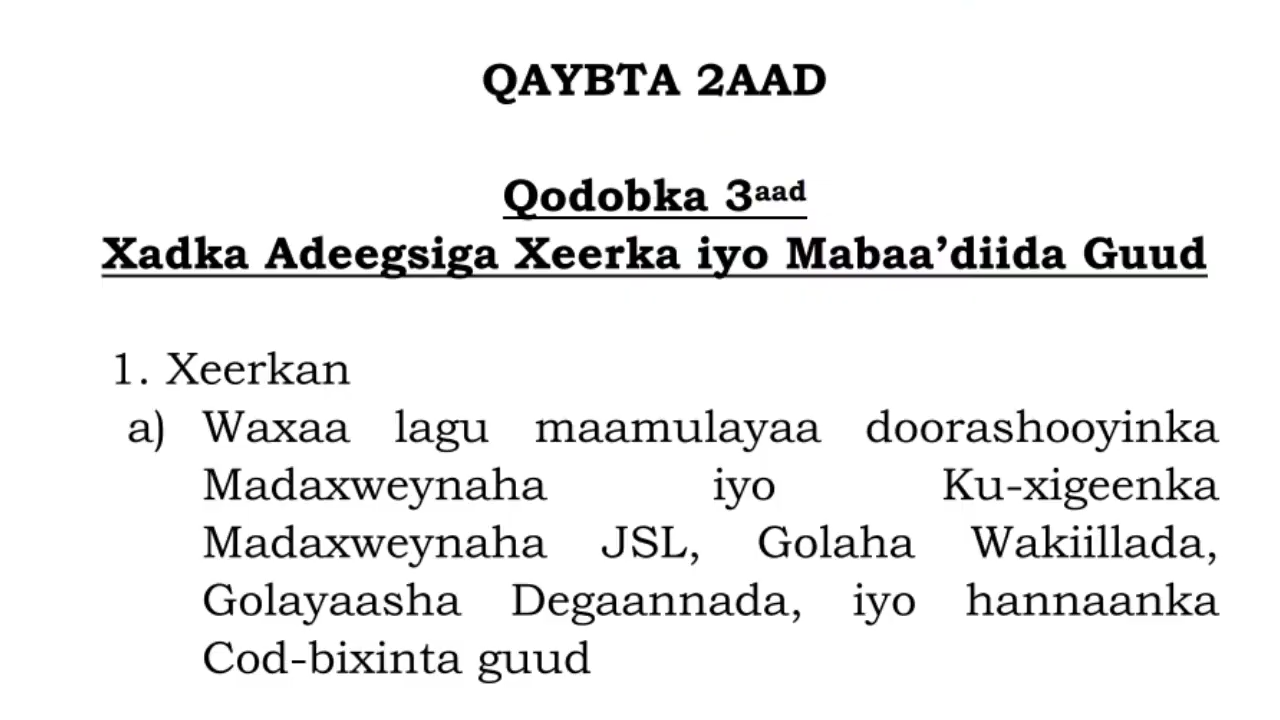 QAYBTA 2AAD
Qodobka 3aad
Xadka Adeegsiga Xeerka iyo Mabaa’diida Guud
1. Xeerkan
a) Waxaa lagu maamulayaa doorashooyinka
Madaxweynaha iyo Ku-xigeenka
Madaxweynaha JSL, Golaha Wakiillada,
Golayaasha Degaannada, iyo hannaanka
Cod-bixinta guud